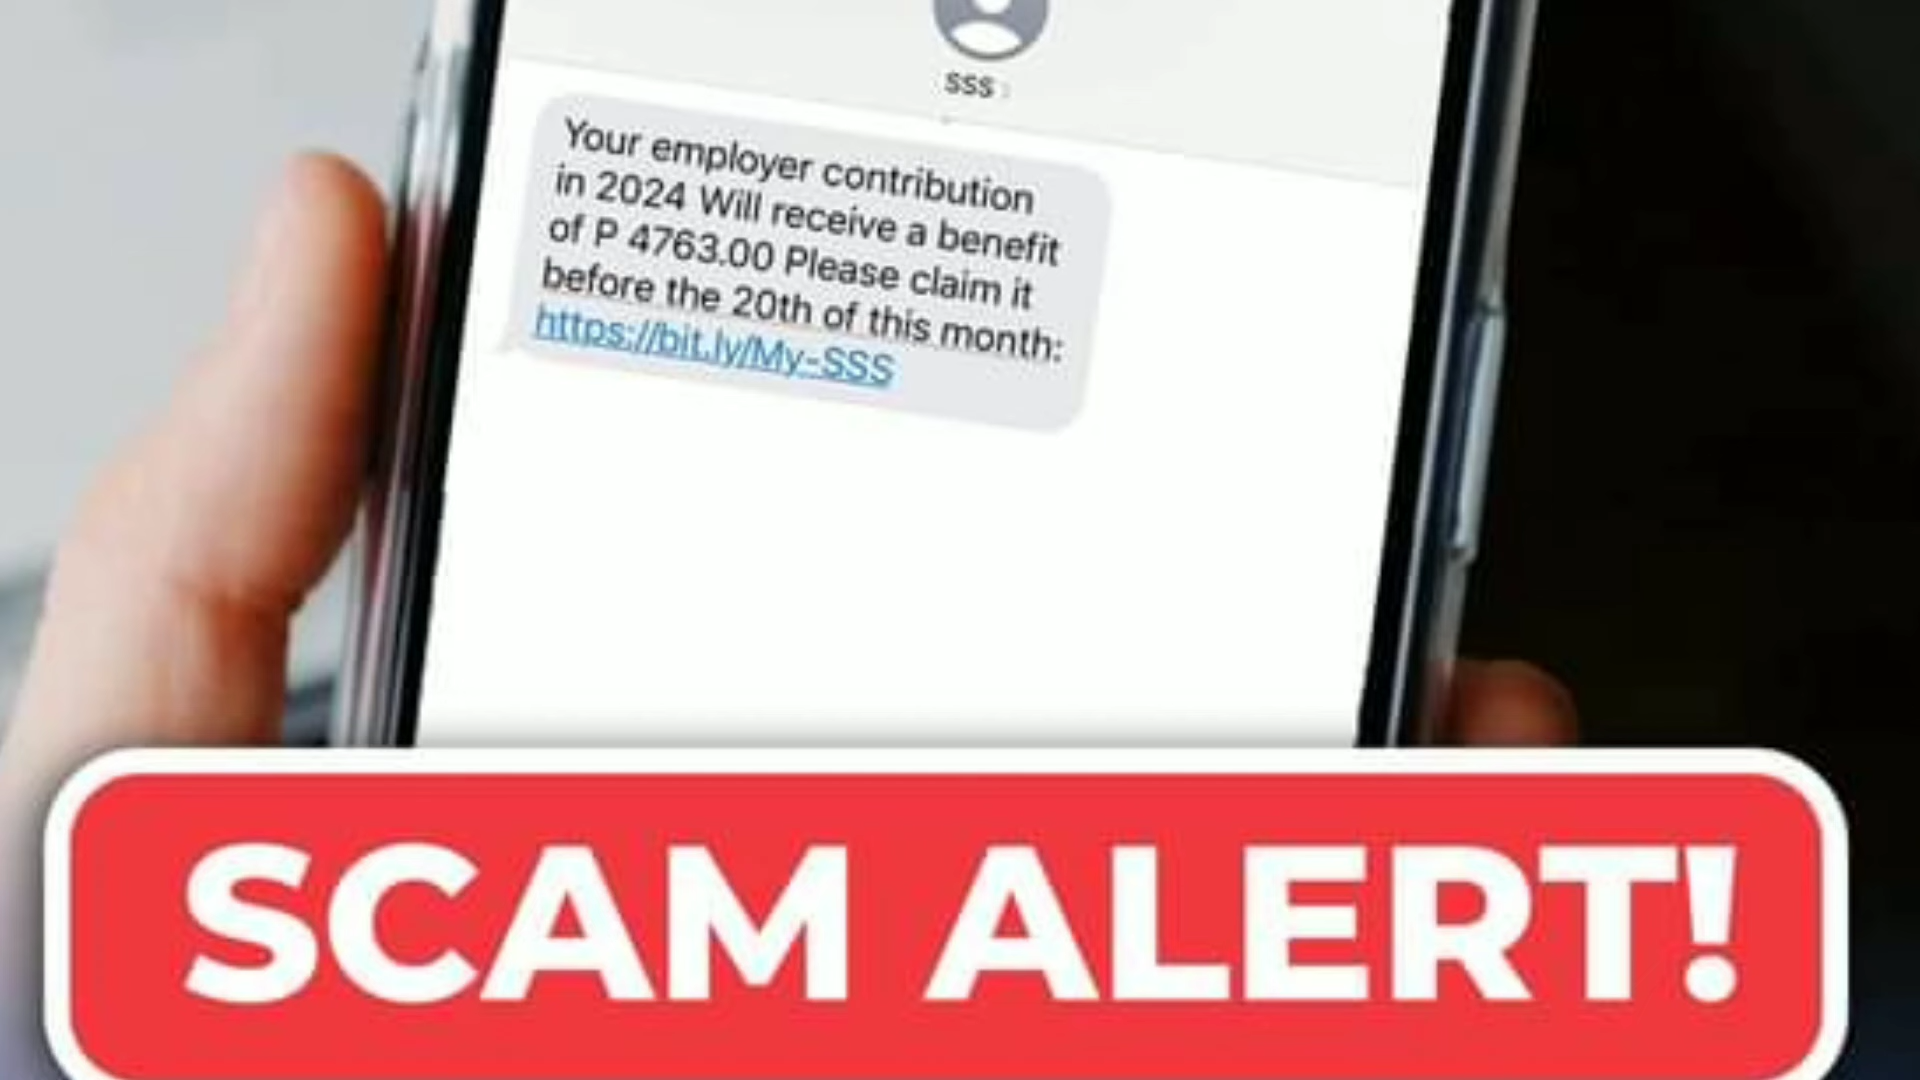 SSS
Your employer contribution
in 2024 Will receive a benefit
of P 4763.00 Please claim it
before the 20th of this month:
https://bit.ly/My-SSS
SCAM ALERT!